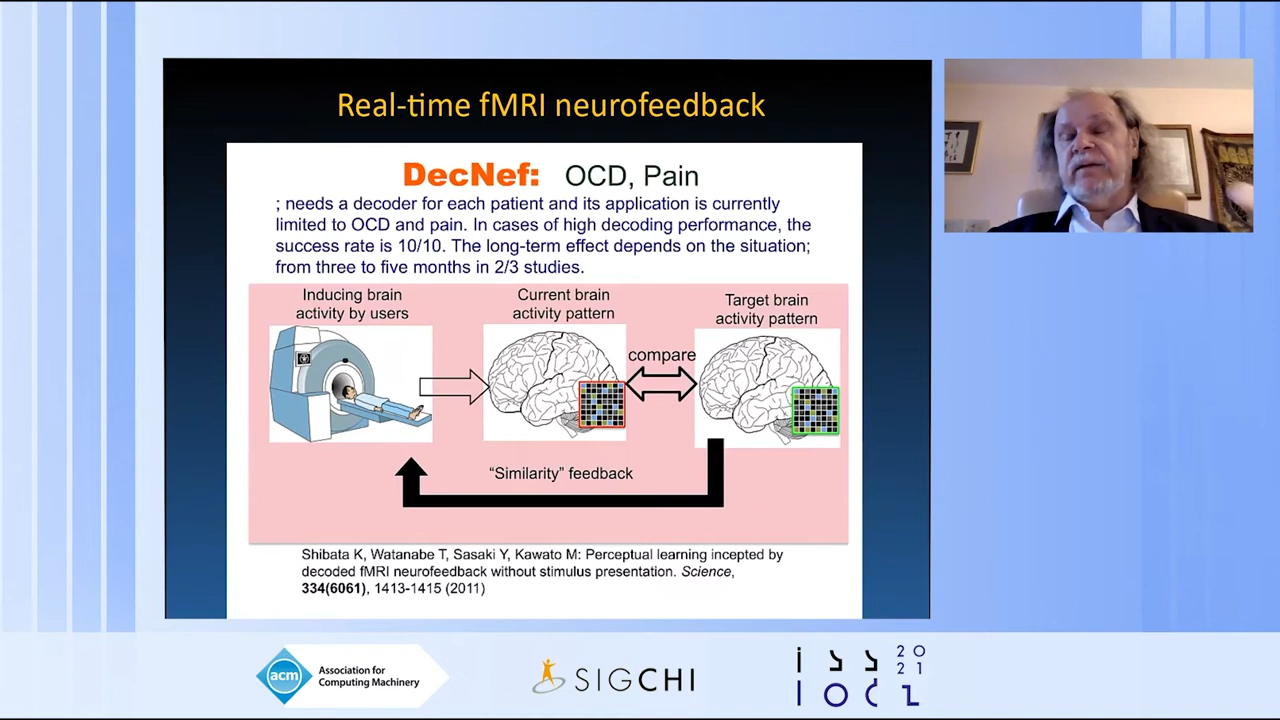 Real-time fMRI neurofeedback
DecNef: OCD, Pain
; needs a decoder for each patient and its application is currently
limited to OCD and pain. In cases of high decoding performance, the
success rate is 10/10. The long-term effect depends on the situation;
from three to five months in 2/3 studies.
Inducing brain
activity by users
Current brain
activity pattern
Target brain
activity pattern
compare
“Similarity” feedback
Shibata K, Watanabe T, Sasaki Y, Kawato M: Perceptual learning incepted by
decoded fMRI neurofeedback without stimulus presentation. Science,
334(6061), 1413-1415 (2011)
acm
Association for
Computing Machinery
SIGCHI
ISS
2021